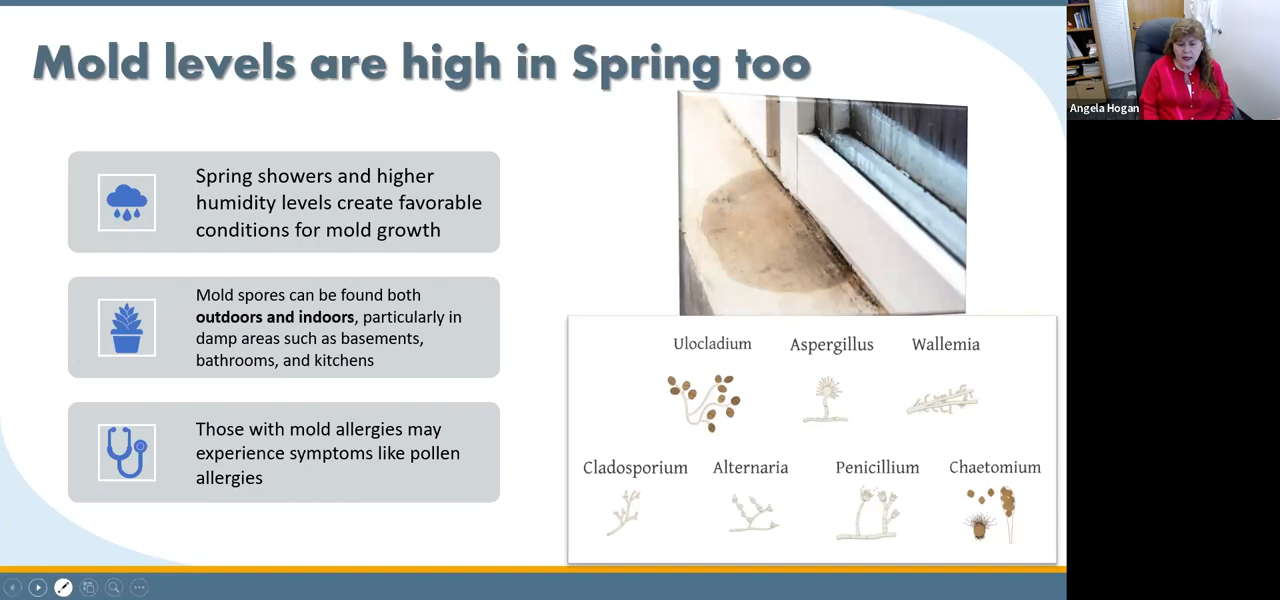 Mold levels are high in Spring too
Spring showers and higher
humidity levels create favorable
conditions for mold growth
Mold spores can be found both
outdoors and indoors, particularly in
damp areas such as basements,
bathrooms, and kitchens
Those with mold allergies may
experience symptoms like pollen
allergies
Ulocladium Aspergillus Wallemia
Cladosporium Alternaria Penicillium Chaetomium
Angela Hogan